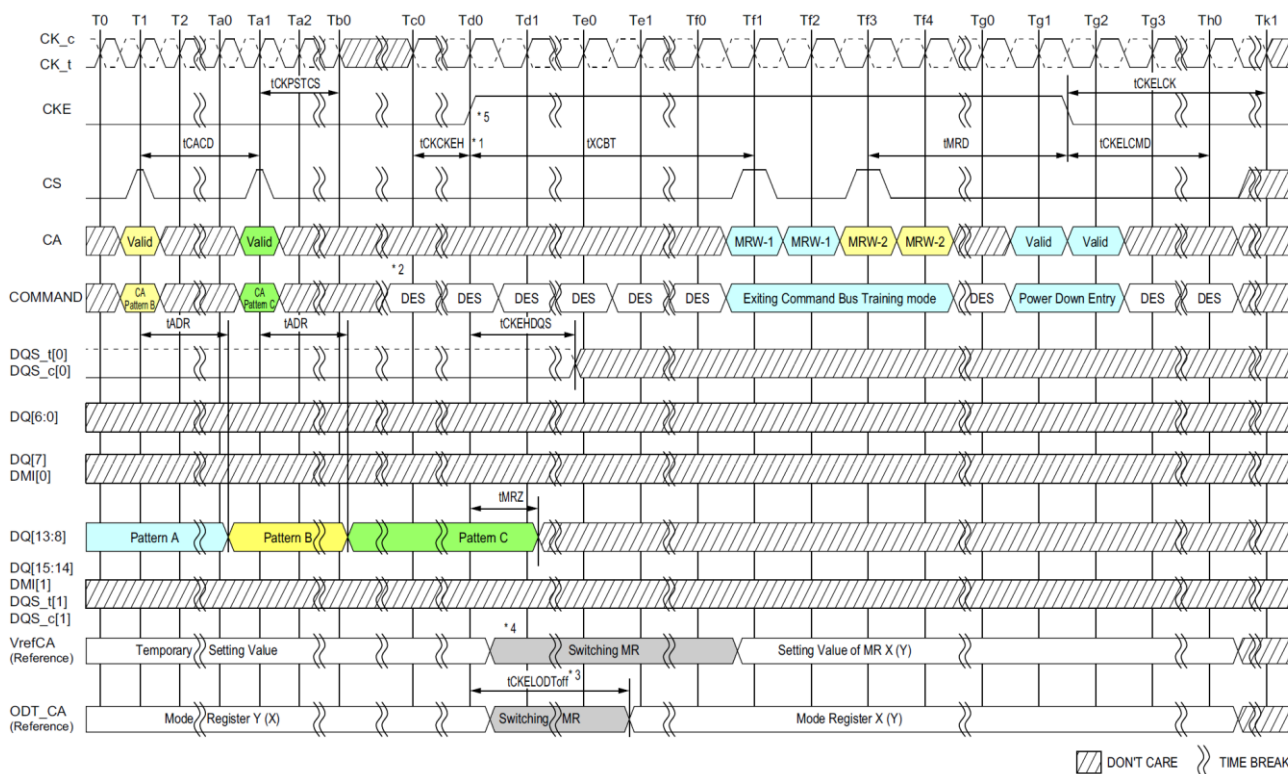 T0 T1 T2 Ta0 Ta1 Ta2 Tb0 Tc0 Td0 Td1 Te0 Te1 Tf0 Tf1 Tf2 Tf3 Tf4 Tg0 Tg1 Tg2 Tg3 Th0 Tk1
CK_c
CK_t
tCKPSTCS tCKELCK
CKE
* 5
tCACD tCKCKEH * 1 tXCBT tMRD tCKELCMD
CS
CA Valid Valid MRW-1 MRW-1 MRW-2 MRW-2 Valid Valid
* 2
COMMAND CA Pattern B CA Pattern C DES DES DES DES DES DES Exiting Command Bus Training mode DES Power Down Entry DES DES
tADR tADR tCKEHDQS
DQS_t[0]
DQS_c[0]
DQ[6:0]
DQ[7]
DMI[0]
tMRZ
DQ[13:8] Pattern A Pattern B Pattern C
DQ[15:14]
DMI[1]
DQS_t[1]
DQS_c[1]
* 4
VrefCA
(Reference) Temporary Setting Value Switching MR Setting Value of MR X (Y)
tCKELODToff * 3
ODT_CA
(Reference) Mode Register Y (X) Switching MR Mode Register X (Y)
DON'T CARE TIME BREAK